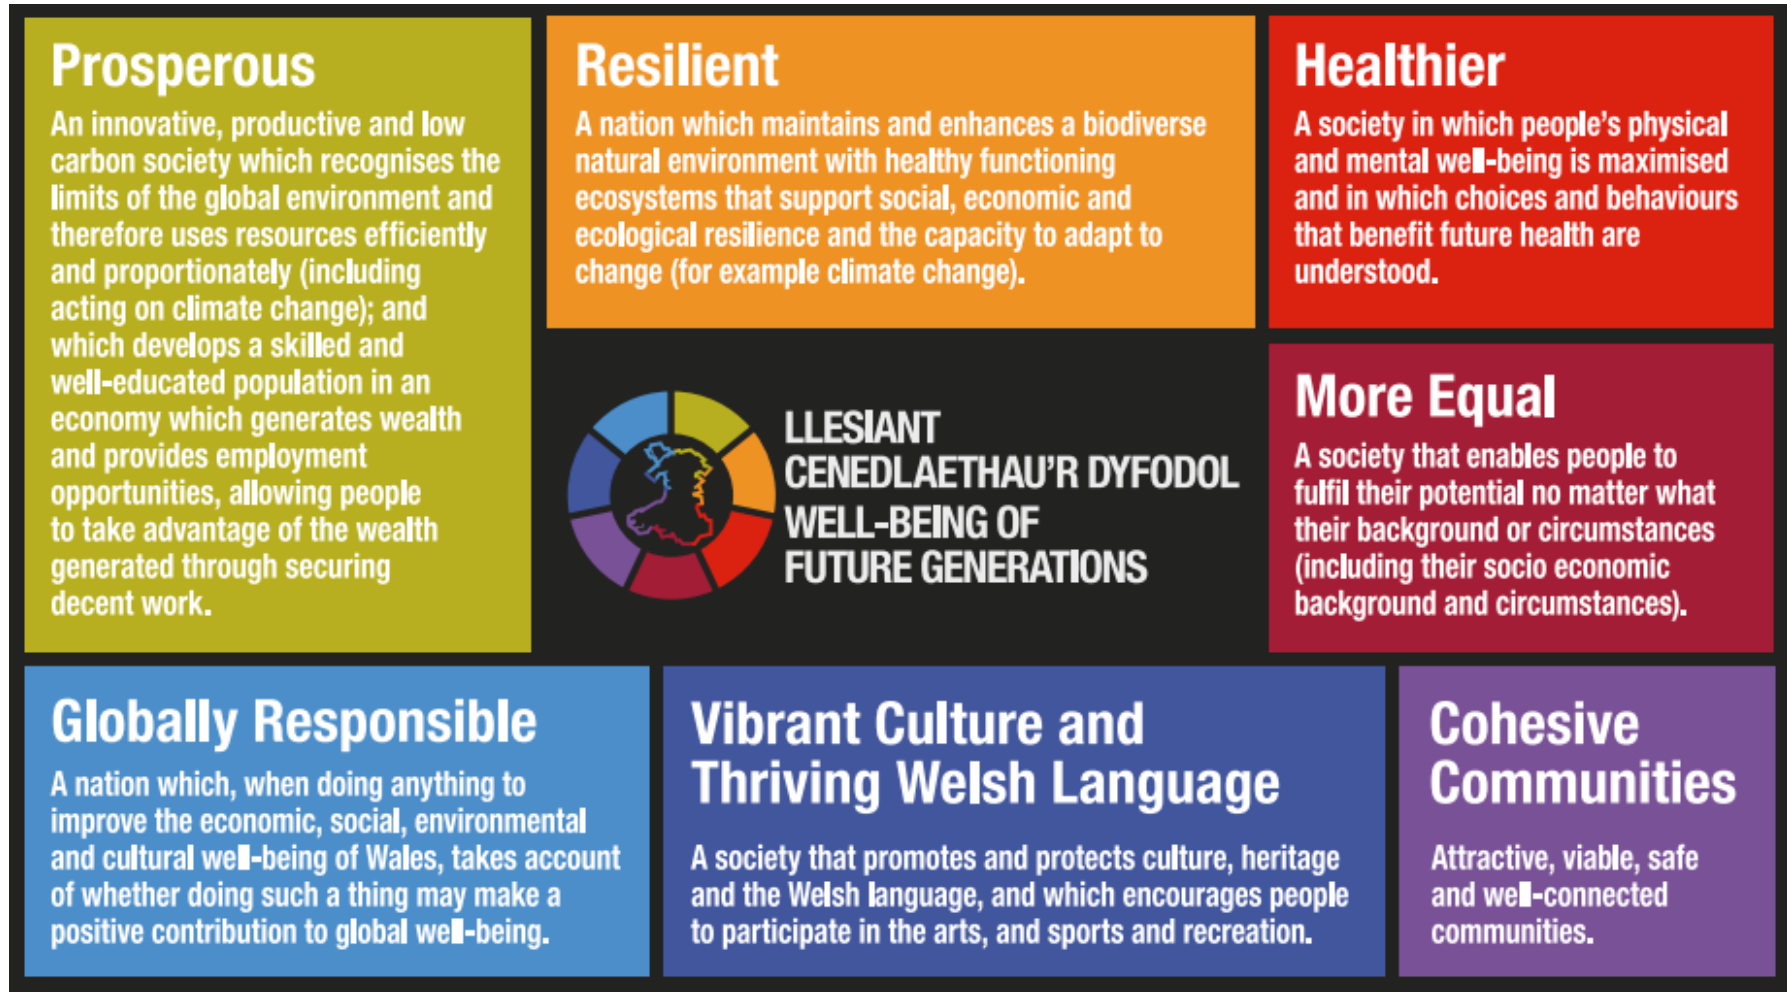 Prosperous
An innovative, productive and low
carbon society which recognises the
limits of the global environment and
therefore uses resources efficiently
and proportionately (including
acting on climate change); and
which develops a skilled and
well-educated population in an
economy which generates wealth
and provides employment
opportunities, allowing people
to take advantage of the wealth
generated through securing
decent work.
Resilient
A nation which maintains and enhances a biodiverse
natural environment with healthy functioning
ecosystems that support social, economic and
ecological resilience and the capacity to adapt to
change (for example climate change).
Healthier
A society in which people's physical
and mental well-being is maximised
and in which choices and behaviours
that benefit future health are
understood.
LLESIANT
CENEDLAETHAU'R DYFODOL
WELL-BEING OF
FUTURE GENERATIONS
More Equal
A society that enables people to
fulfil their potential no matter what
their background or circumstances
(including their socio economic
background and circumstances).
Globally Responsible
A nation which, when doing anything to
improve the economic, social, environmental
and cultural well-being of Wales, takes account
of whether doing such a thing may make a
positive contribution to global well-being.
Vibrant Culture and
Thriving Welsh Language
A society that promotes and protects culture, heritage
and the Welsh language, and which encourages people
to participate in the arts, and sports and recreation.
Cohesive
Communities
Attractive, viable, safe
and well-connected
communities.